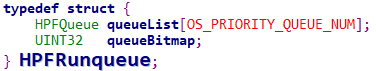 typedef struct {
    HPFQueue queueList[OS_PRIORITY_QUEUE_NUM];
    UINT32   queueBitmap;
} HPFRunqueue;